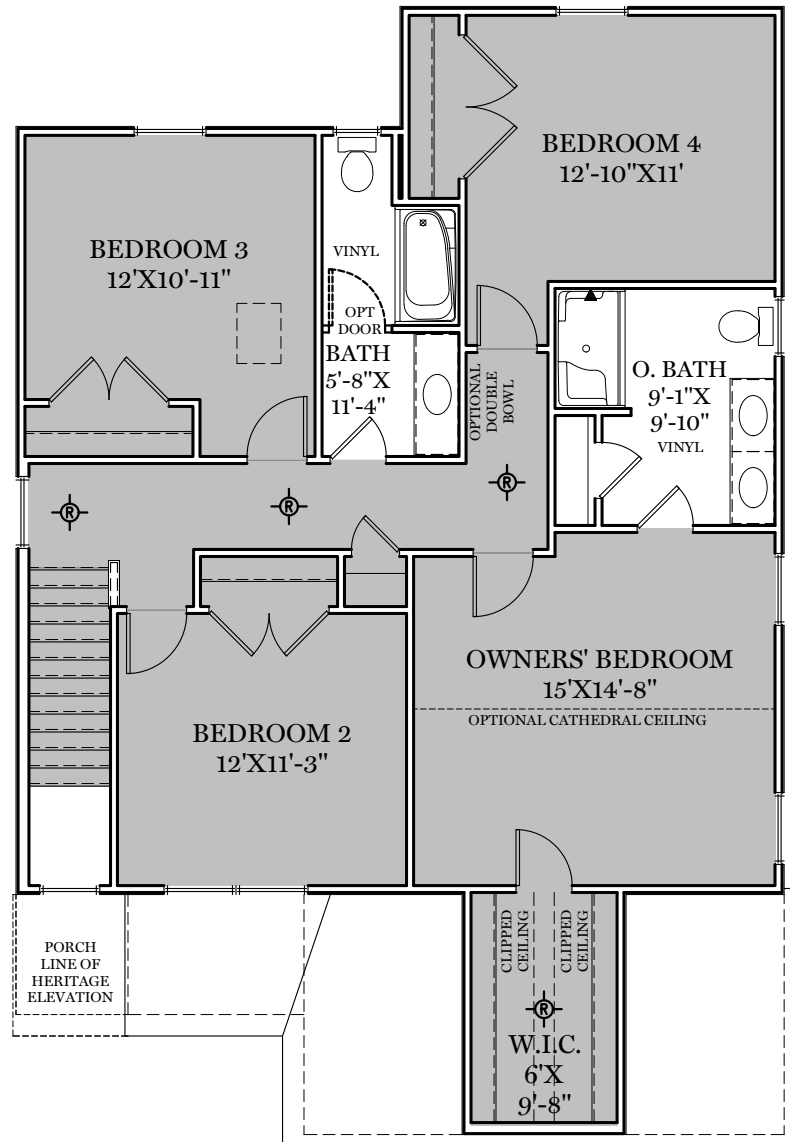 BEDROOM 4
12'-10"X11'
BEDROOM 3
12'X10'-11"
VINYL
OPT
DOOR
BATH
5'-8"X
11'-4"
OPTIONAL
DOUBLE
BOWL
O. BATH
9'-1"X
9'-10"
VINYL
R
R
R
OWNERS' BEDROOM
15'X14'-8"
OPTIONAL CATHEDRAL CEILING
BEDROOM 2
12'X11'-3"
PORCH
LINE OF
HERITAGE
ELEVATION
CLIPPED
CEILING
CLIPPED
CEILING
R
W.I.C.
6'X
9'-8"